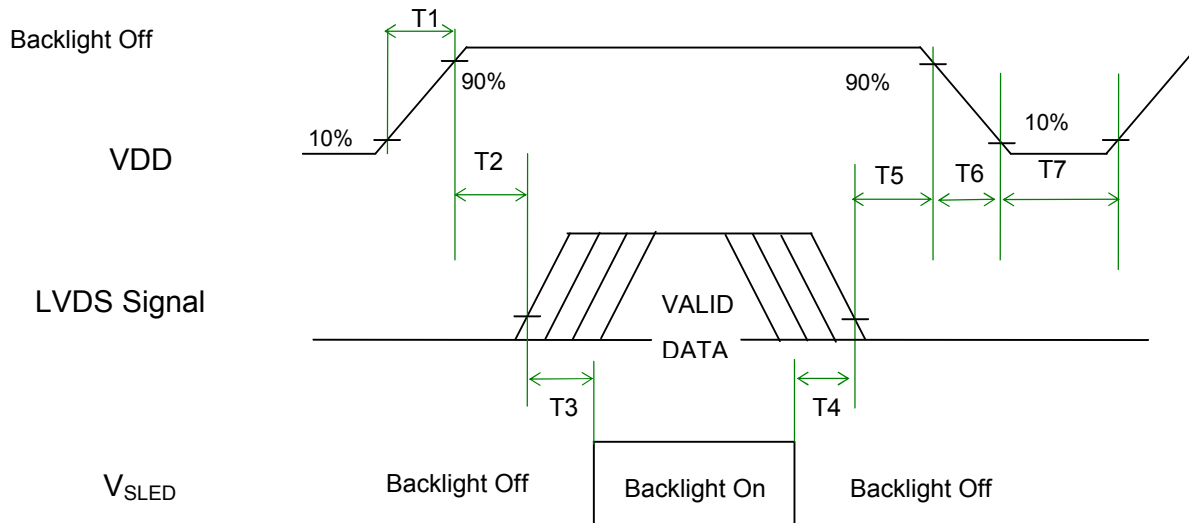 T1
Backlight Off
90%
90%
10%
10%
VDD
T2
T5
T6
T7
LVDS Signal
VALID
DATA
T3
T4
VSLED
Backlight Off
Backlight On
Backlight Off